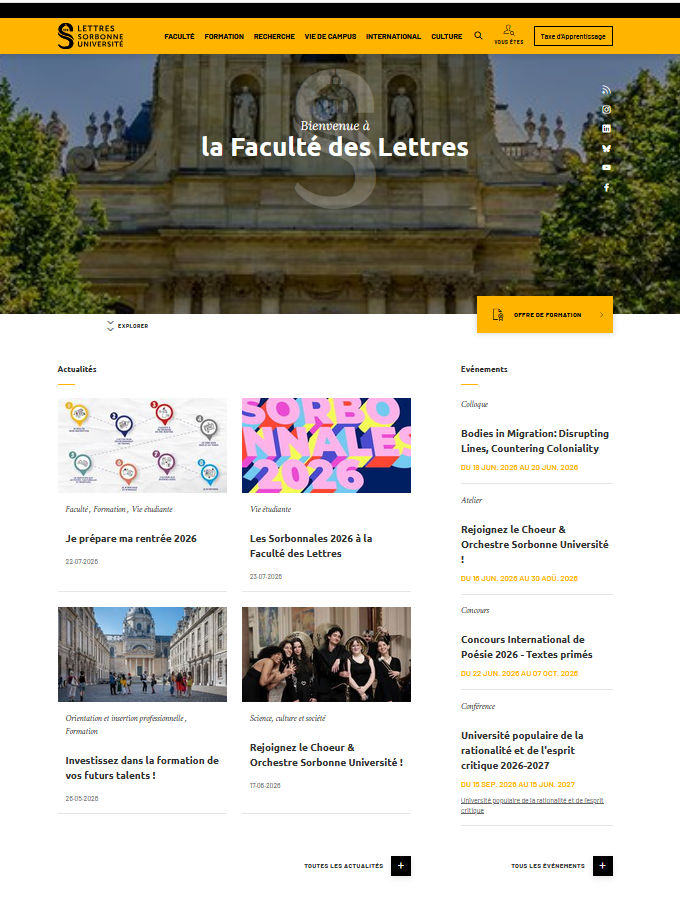 LETTRES
SORBONNE
UNIVERSITÉ
FACULTÉ FORMATION RECHERCHE VIE DE CAMPUS INTERNATIONAL CULTURE
VOUS ÊTES
Taxe d'Apprentissage
Bienvenue à
la Faculté des Lettres
EXPLORER
OFFRE DE FORMATION
Actualités
SORBO
NNALES
2026
Faculté, Formation, Vie étudiante
Je prépare ma rentrée 2026
22-07-2026
Vie étudiante
Les Sorbonnales 2026 à la
Faculté des Lettres
23-07-2026
Orientation et insertion professionnelle,
Formation
Investissez dans la formation de
vos futurs talents !
26-05-2026
Science, culture et société
Rejoignez le Choeur &
Orchestre Sorbonne Université !
17-06-2026
TOUTES LES ACTUALITÉS +
Evénements
Colloque
Bodies in Migration: Disrupting
Lines, Countering Coloniality
DU 18 JUN. 2026 AU 20 JUN. 2026
Atelier
Rejoignez le Choeur &
Orchestre Sorbonne Université
!
DU 16 JUN. 2026 AU 30 AOÛ. 2026
Concours
Concours International de
Poésie 2026 - Textes primés
DU 22 JUN. 2026 AU 07 OCT. 2026
Conférence
Université populaire de la
rationalité et de l'esprit
critique 2026-2027
DU 15 SEP. 2026 AU 15 JUN. 2027
Université populaire de la rationalité et de l'esprit
critique
TOUS LES ÉVÉNEMENTS +